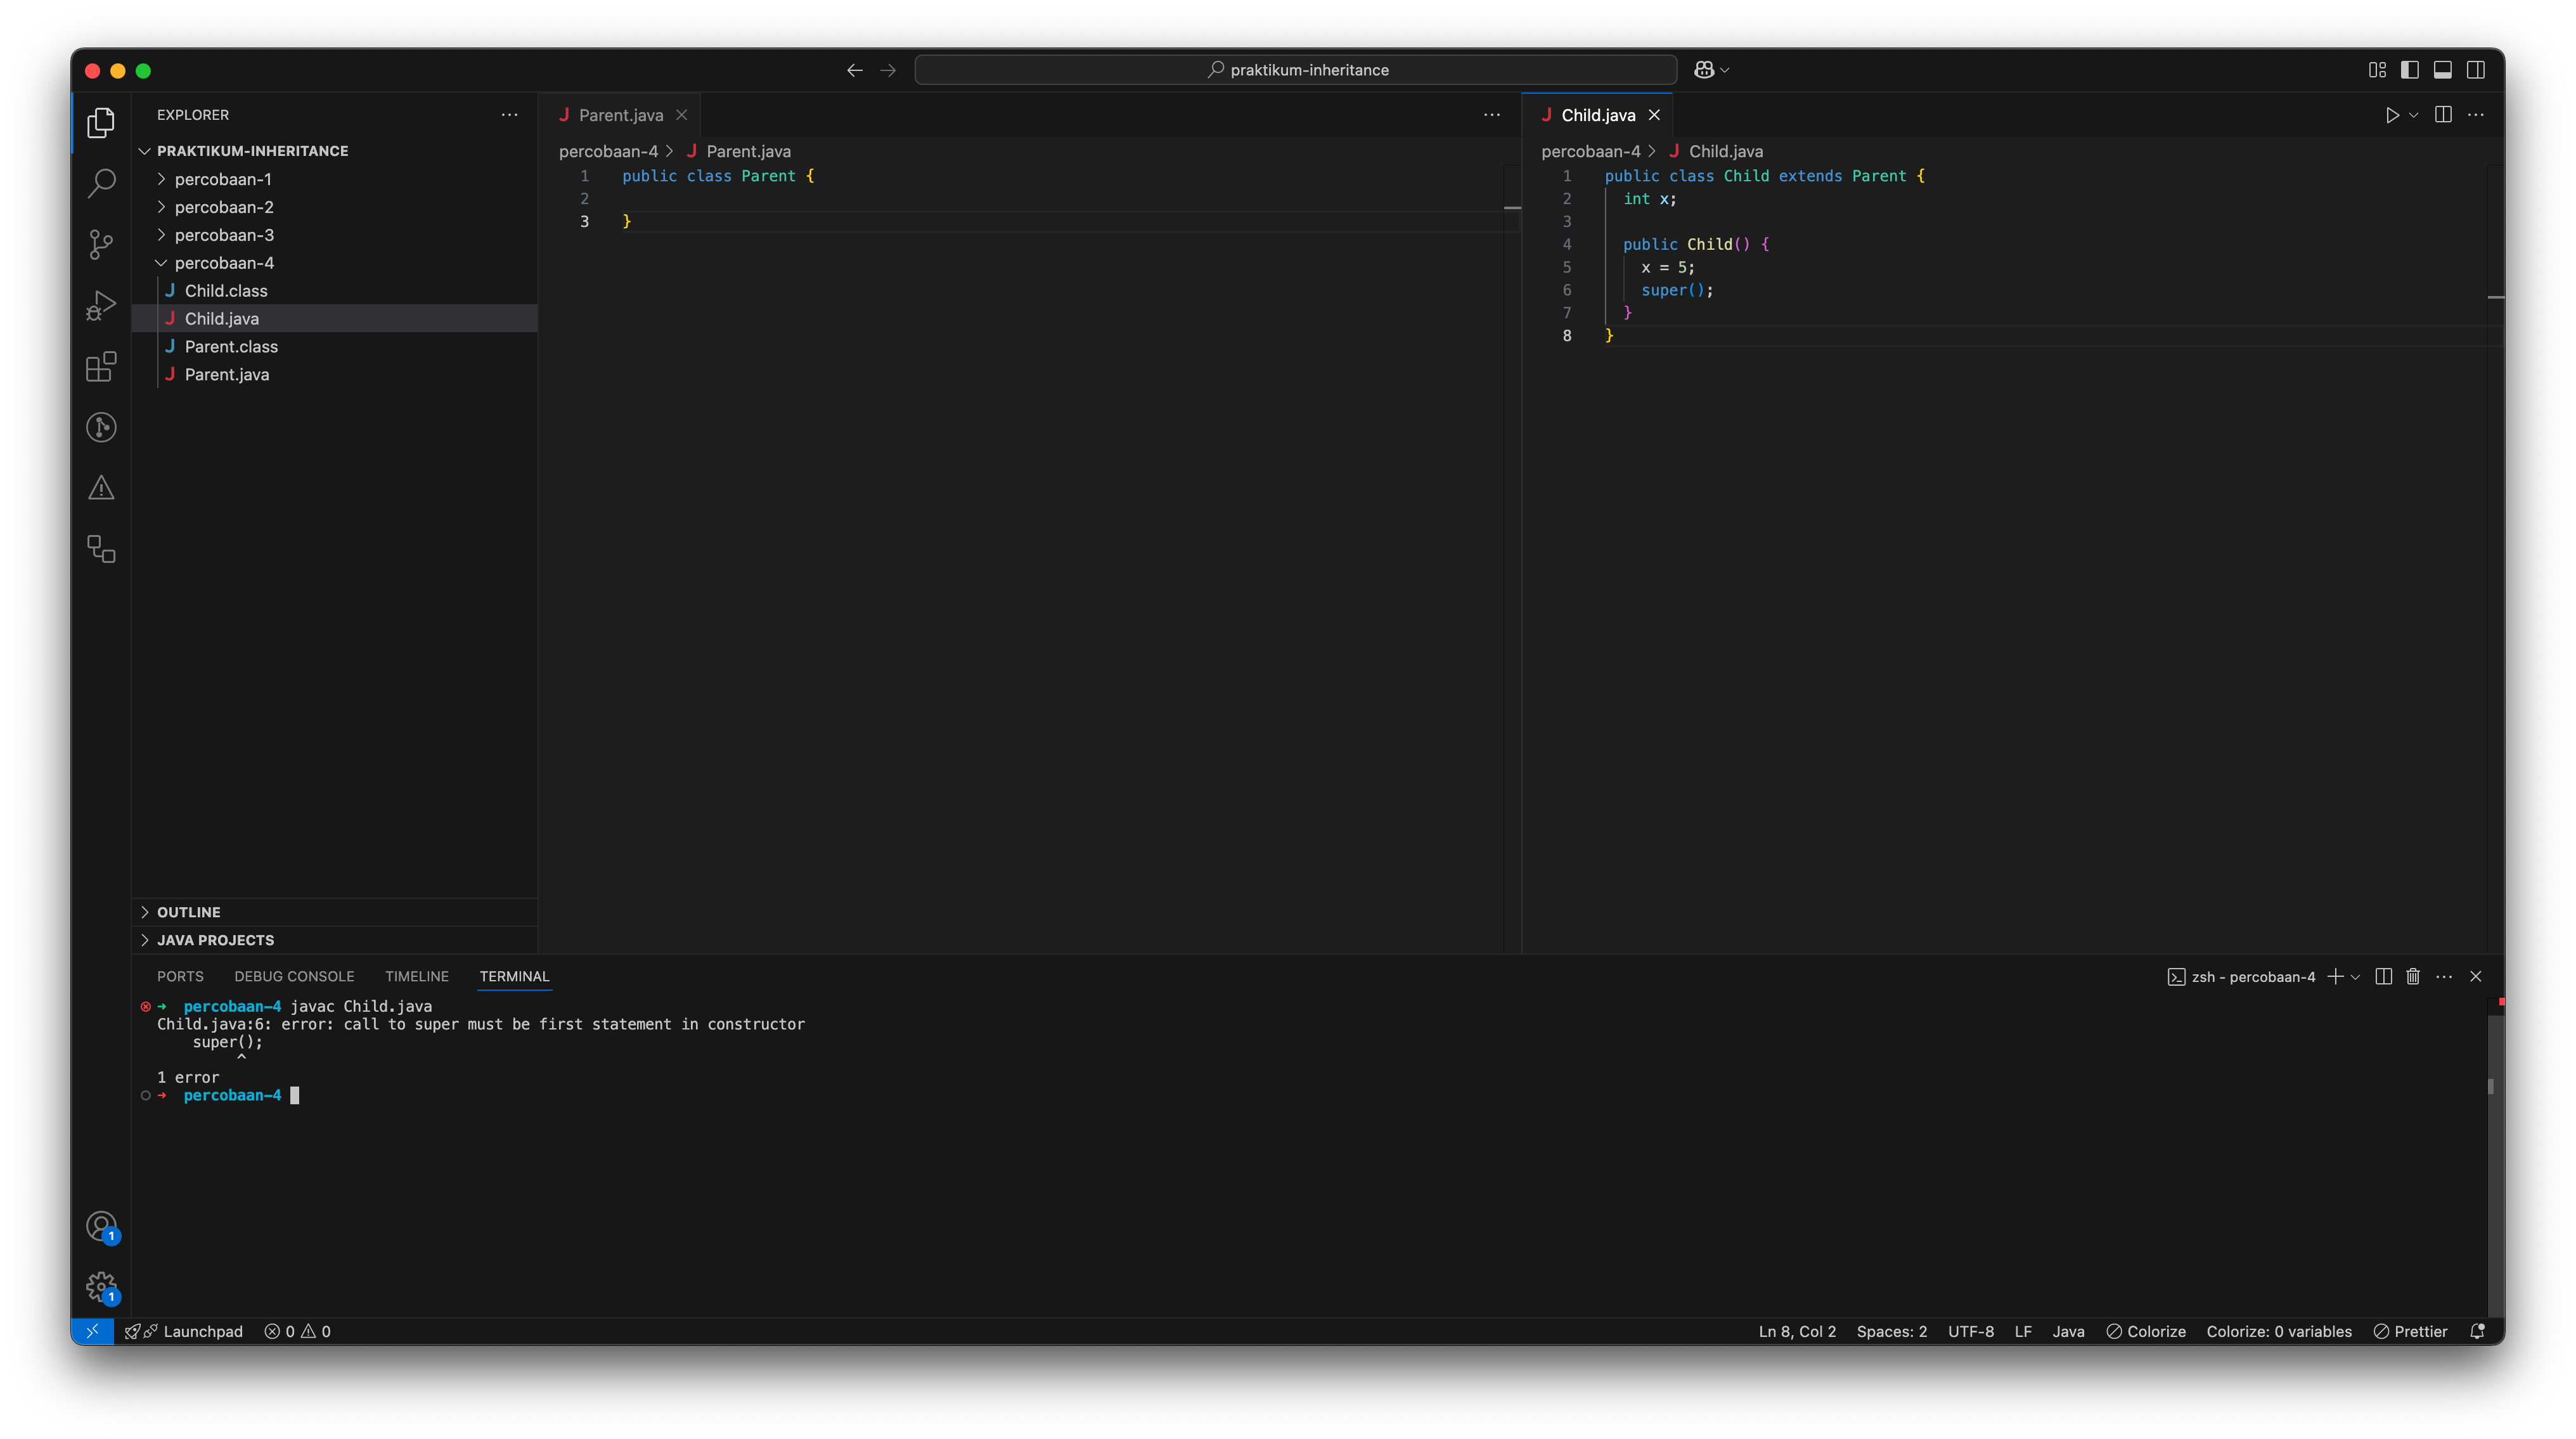 praktikum-inheritance
EXPLORER
PRAKTIKUM-INHERITANCE
percobaan-1
percobaan-2
percobaan-3
percobaan-4
J Child.class
J Child.java
J Parent.class
J Parent.java
OUTLINE
JAVA PROJECTS
J Parent.java
percobaan-4 > J Parent.java
1 public class Parent {
2
3 }
J Child.java
percobaan-4 > J Child.java
1 public class Child extends Parent {
2 int x;
3
4 public Child() {
5 x = 5;
6 super();
7 }
8 }
PORTS DEBUG CONSOLE TIMELINE TERMINAL
zsh - percobaan-4
➜ percobaan-4 javac Child.java
Child.java:6: error: call to super must be first statement in constructor
super();
^
1 error
➜ percobaan-4
1
1
Launchpad 0 0
Ln 8, Col 2 Spaces: 2 UTF-8 LF Java Colorize Colorize: 0 variables Prettier